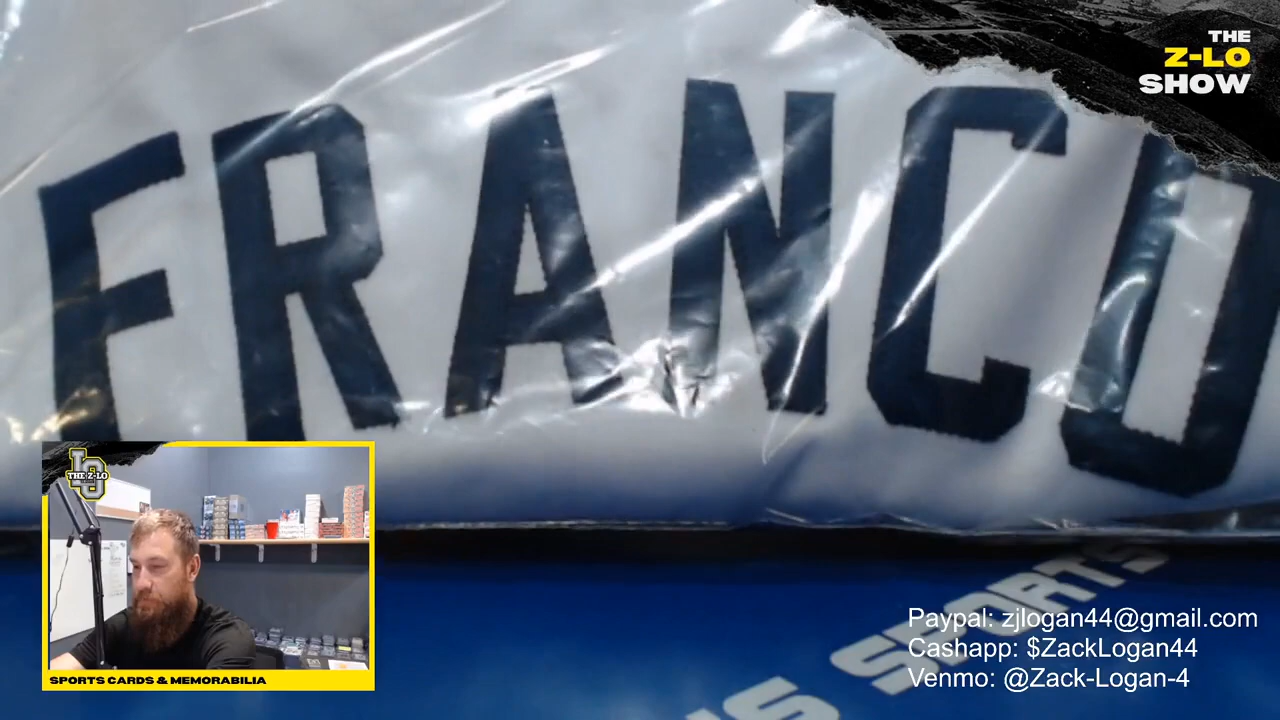 THE
Z-LO
SHOW
FRANCO
LO
THE Z-LO
SPORTS CARDS & MEMORABILIA
SPORTS
Paypal: zjlogan44@gmail.com
Cashapp: $ZackLogan44
Venmo: @Zack-Logan-4